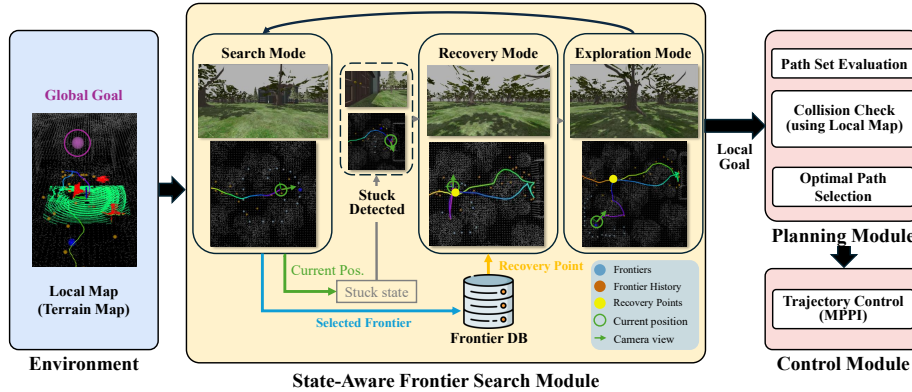 Global Goal
Local Map
(Terrain Map)
Environment
Search Mode
Recovery Mode
Exploration Mode
Stuck
Detected
Current Pos.
Stuck state
Selected Frontier
Recovery Point
Frontier DB
Frontiers
Frontier History
Recovery Points
Current position
Camera view
State-Aware Frontier Search Module
Local
Goal
Path Set Evaluation
Collision Check
(using Local Map)
Optimal Path
Selection
Planning Module
Trajectory Control
(MPPI)
Control Module